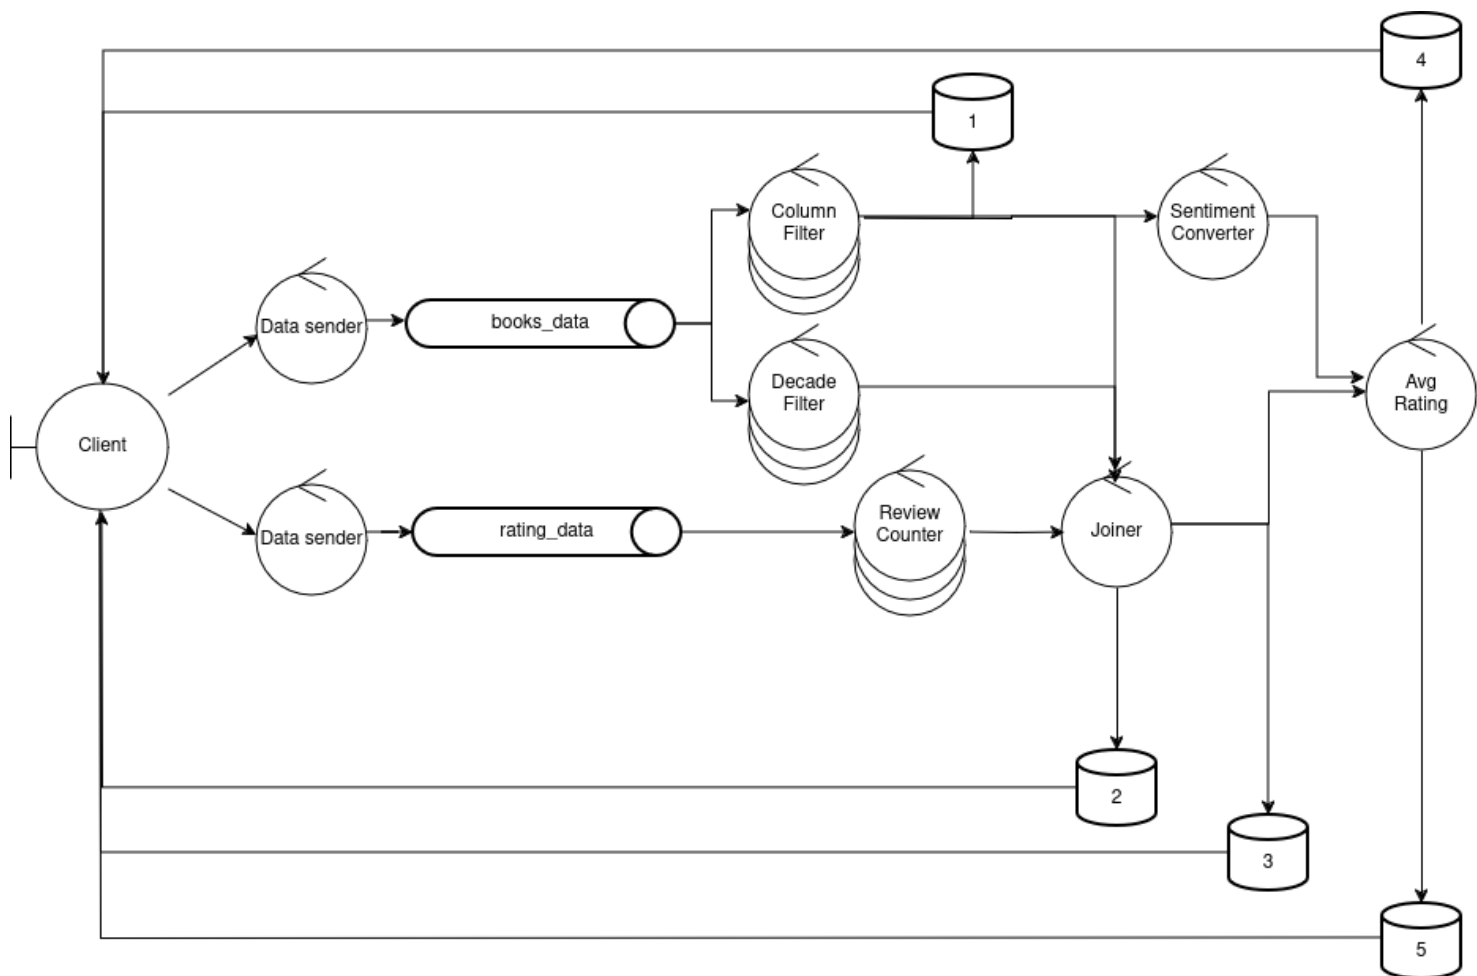 4
1
Column
Filter
Sentiment
Converter
Data sender
books_data
Decade
Filter
Avg
Rating
Client
Data sender
rating_data
Review
Counter
Joiner
2
3
5